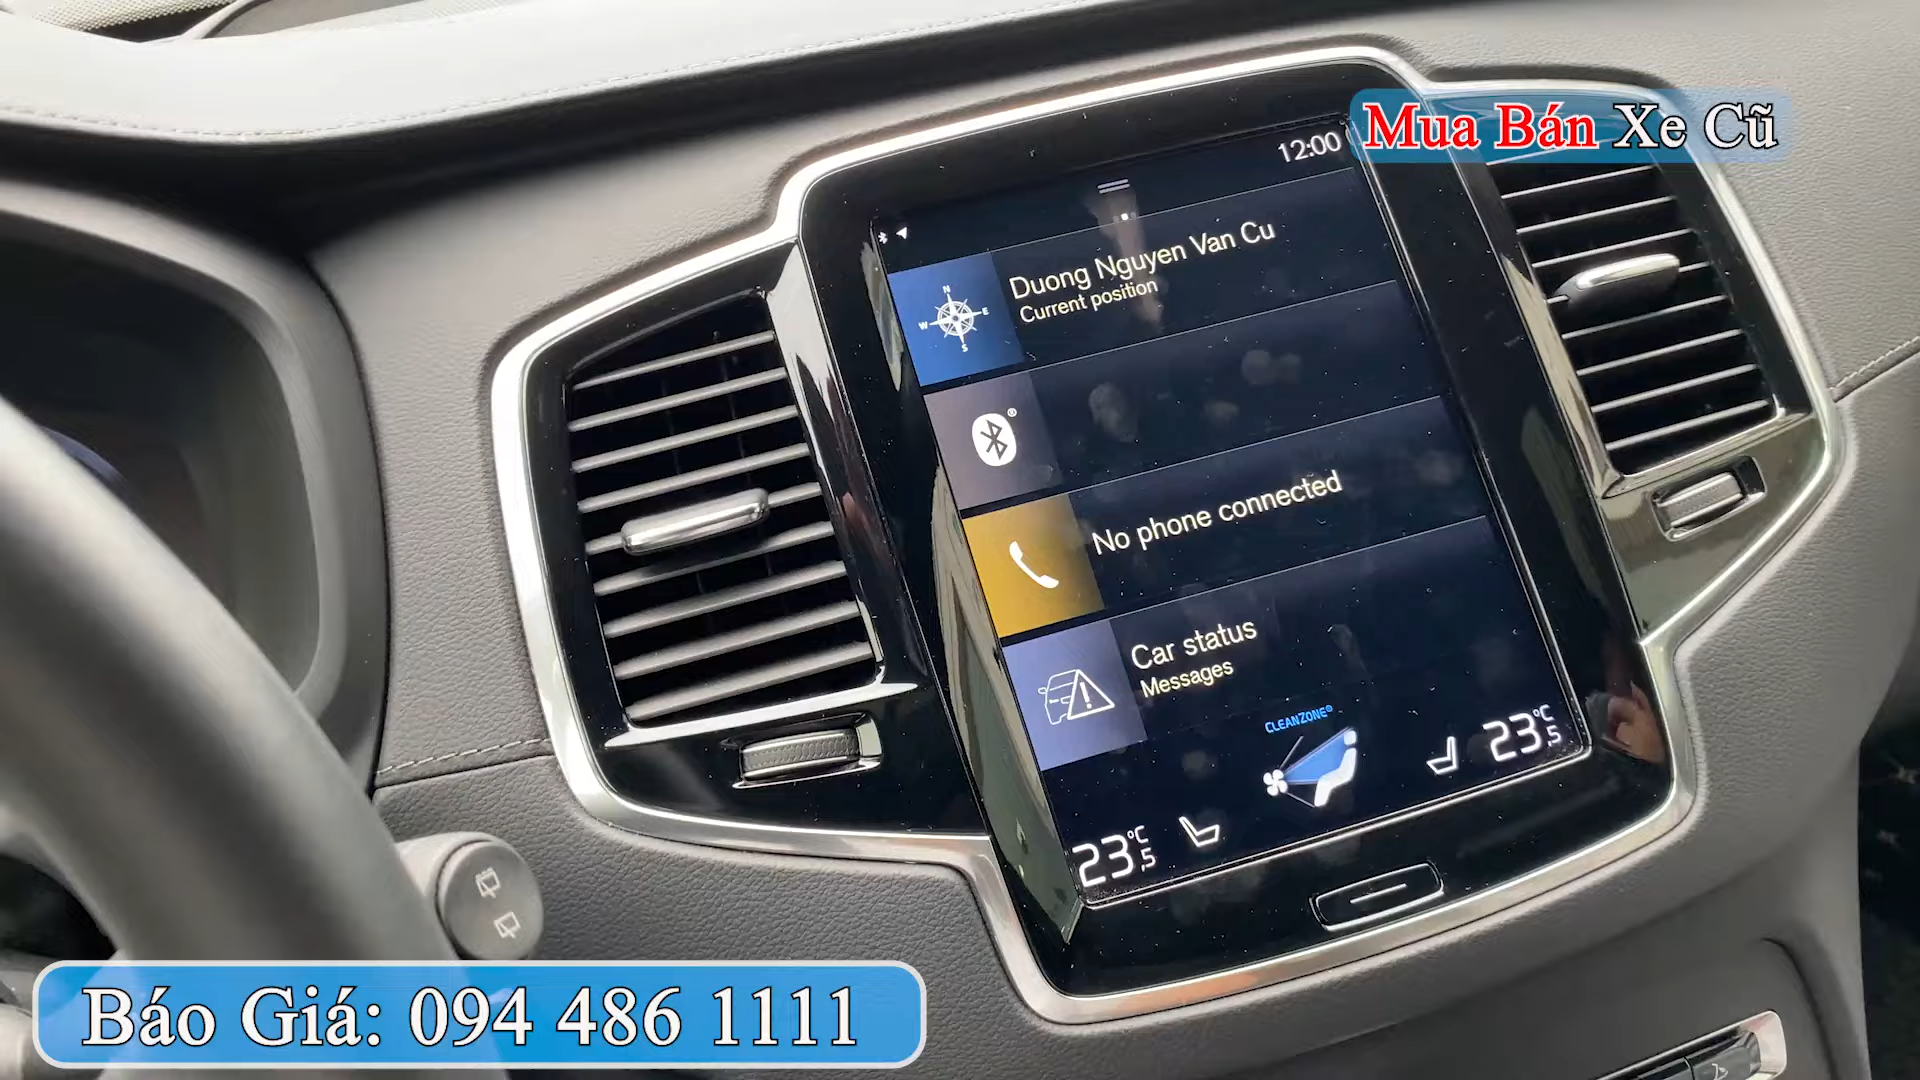 Mua Bán Xe Cũ
12:00
Duong Nguyen Van Cu
Current position
N
W E
S
No phone connected
Car status
Messages
CLEANZONE®
23°C,5
23°C,5
Báo Giá: 094 486 1111